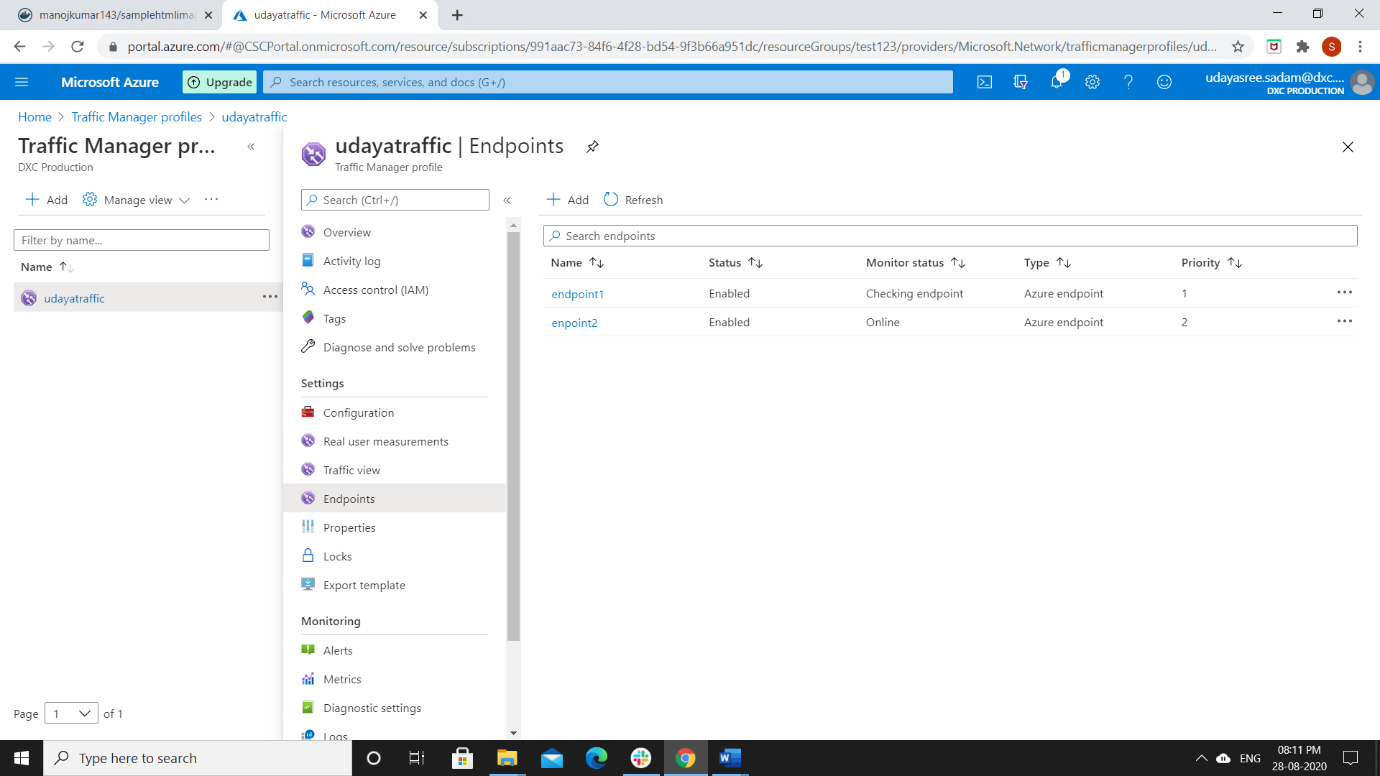 manojkumar143/samplehtmlima
udayatraffic - Microsoft Azure
portal.azure.com/#@CSCPortal.onmicrosoft.com/resource/subscriptions/991aac73-84f6-4f28-bd54-9f3b66a951dc/resourceGroups/test123/providers/Microsoft.Network/trafficmanagerprofiles/ud...
S
Microsoft Azure
Upgrade
Search resources, services, and docs (G+/)
1
udayasree.sadam@dxc....
DXC PRODUCTION
Home > Traffic Manager profiles > udayatraffic
Traffic Manager pr... «
DXC Production
udayatraffic | Endpoints
Traffic Manager profile
Add Manage view ...
Search (Ctrl+/) «
Add Refresh
Filter by name...
Name
udayatraffic ...
Overview
Activity log
Access control (IAM)
Tags
Diagnose and solve problems
Settings
Configuration
Real user measurements
Traffic view
Endpoints
Properties
Locks
Export template
Monitoring
Alerts
Metrics
Diagnostic settings
Logs
Search endpoints
Name Status Monitor status Type Priority
endpoint1 Enabled Checking endpoint Azure endpoint 1 ...
enpoint2 Enabled Online Azure endpoint 2 ...
Page 1 of 1
Type here to search
ENG
08:11 PM
28-08-2020